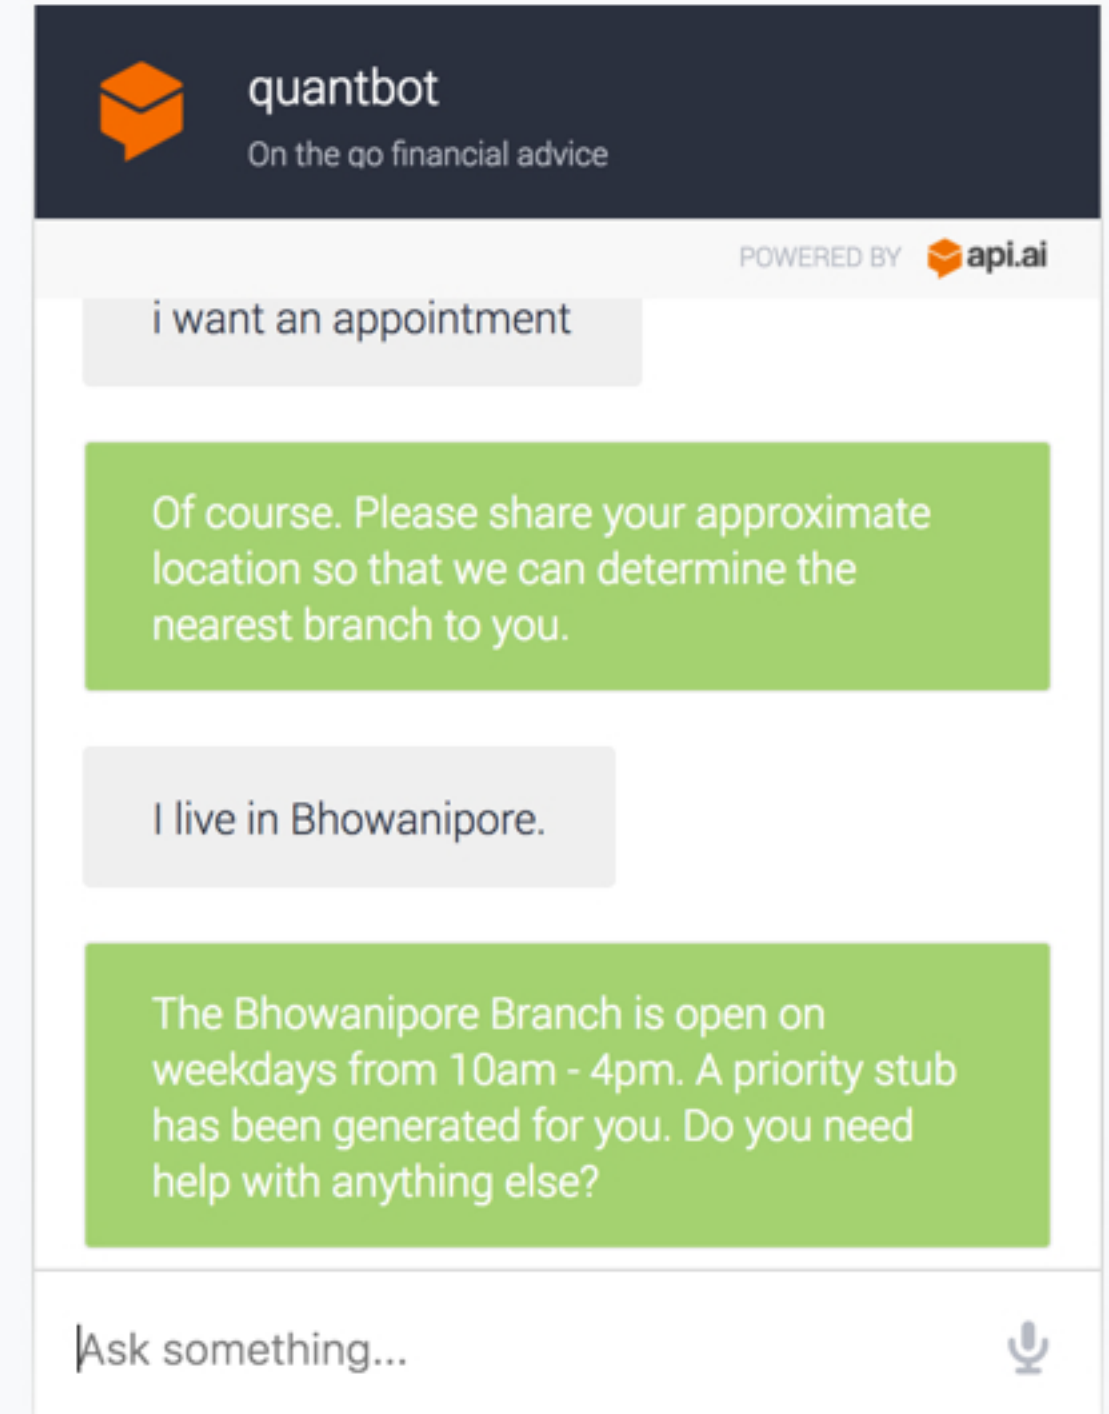 quantbot
On the go financial advice
POWERED BY api.ai
i want an appointment
Of course. Please share your approximate
location so that we can determine the
nearest branch to you.
I live in Bhowanipore.
The Bhowanipore Branch is open on
weekdays from 10am - 4pm. A priority stub
has been generated for you. Do you need
help with anything else?
Ask something...